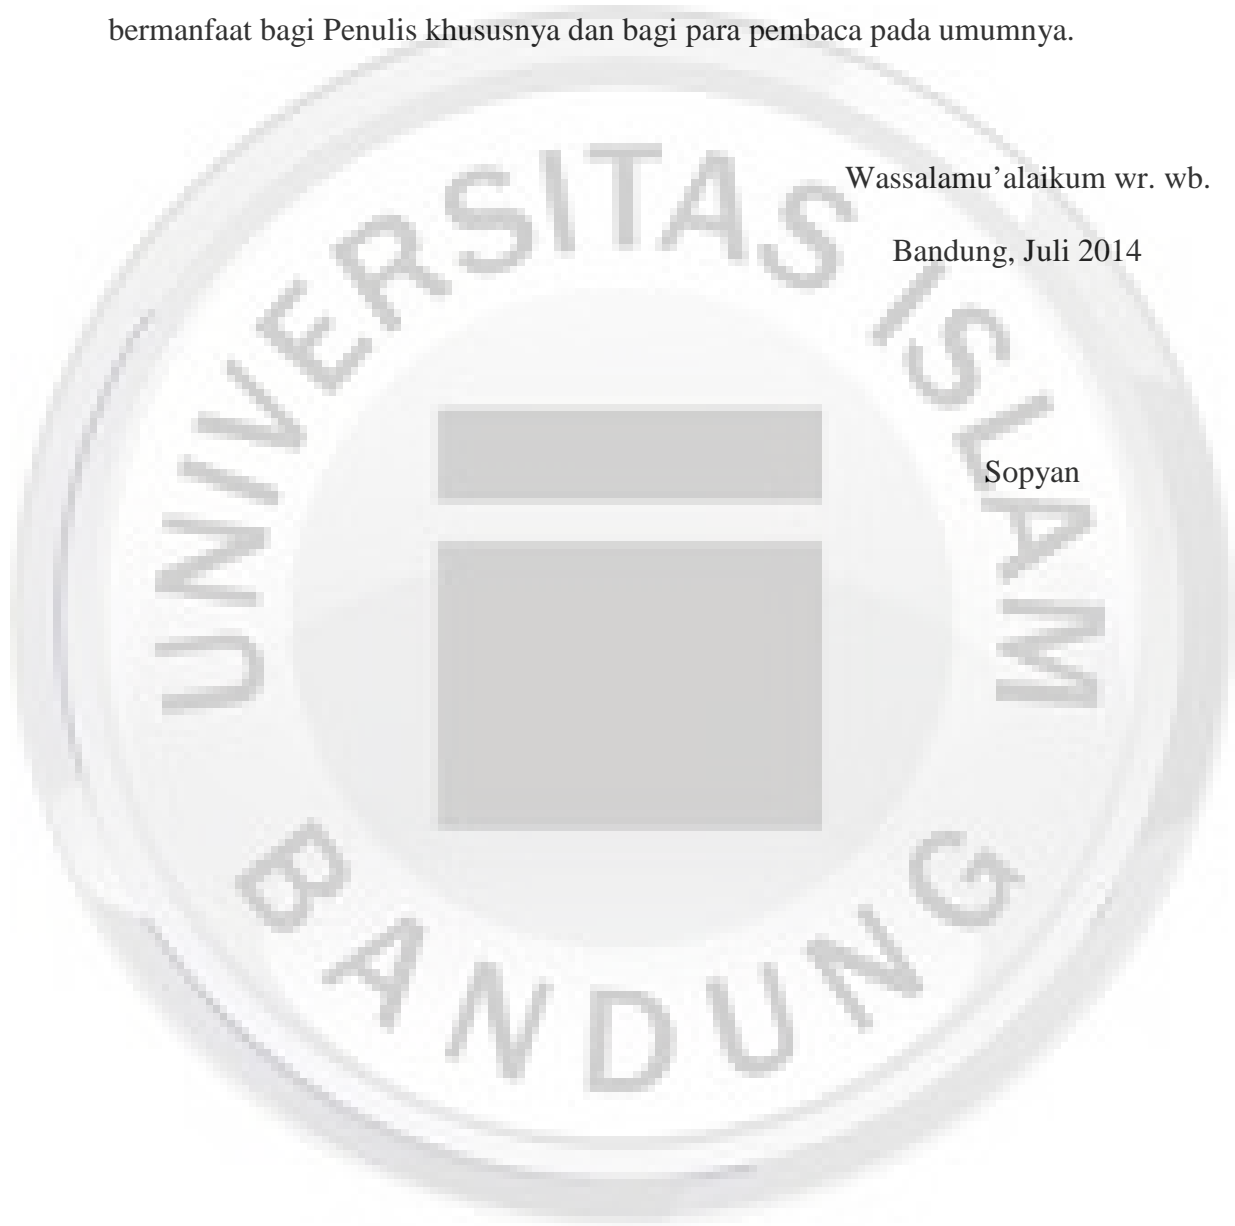 bermanfaat bagi Penulis khususnya dan bagi para pembaca pada umumnya.
Wassalamu’alaikum wr. wb.
Bandung, Juli 2014
Sopyan
UNIVERSITAS ISLAM
BANDUNG